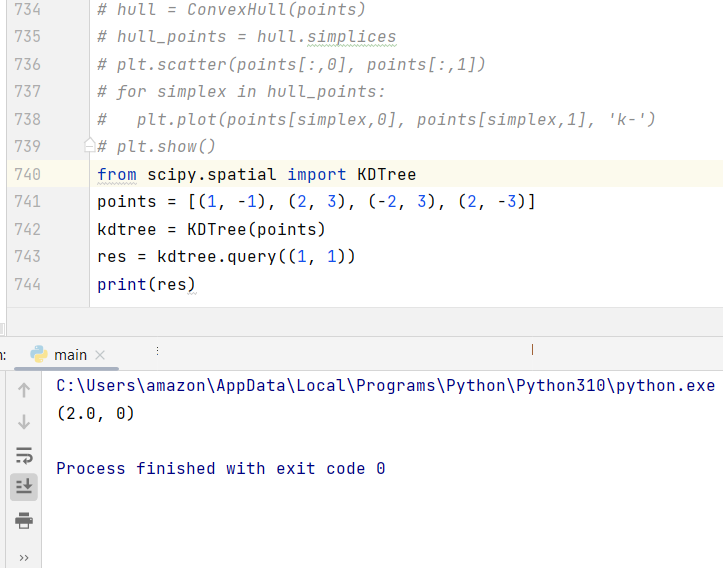 734 # hull = ConvexHull(points)
735 # hull_points = hull.simplices
736 # plt.scatter(points[:,0], points[:,1])
737 # for simplex in hull_points:
738 #   plt.plot(points[simplex,0], points[simplex,1], 'k-')
739 # plt.show()
740 from scipy.spatial import KDTree
741 points = [(1, -1), (2, 3), (-2, 3), (2, -3)]
742 kdtree = KDTree(points)
743 res = kdtree.query((1, 1))
744 print(res)
main
C:\Users\amazon\AppData\Local\Programs\Python\Python310\python.exe
(2.0, 0)
Process finished with exit code 0